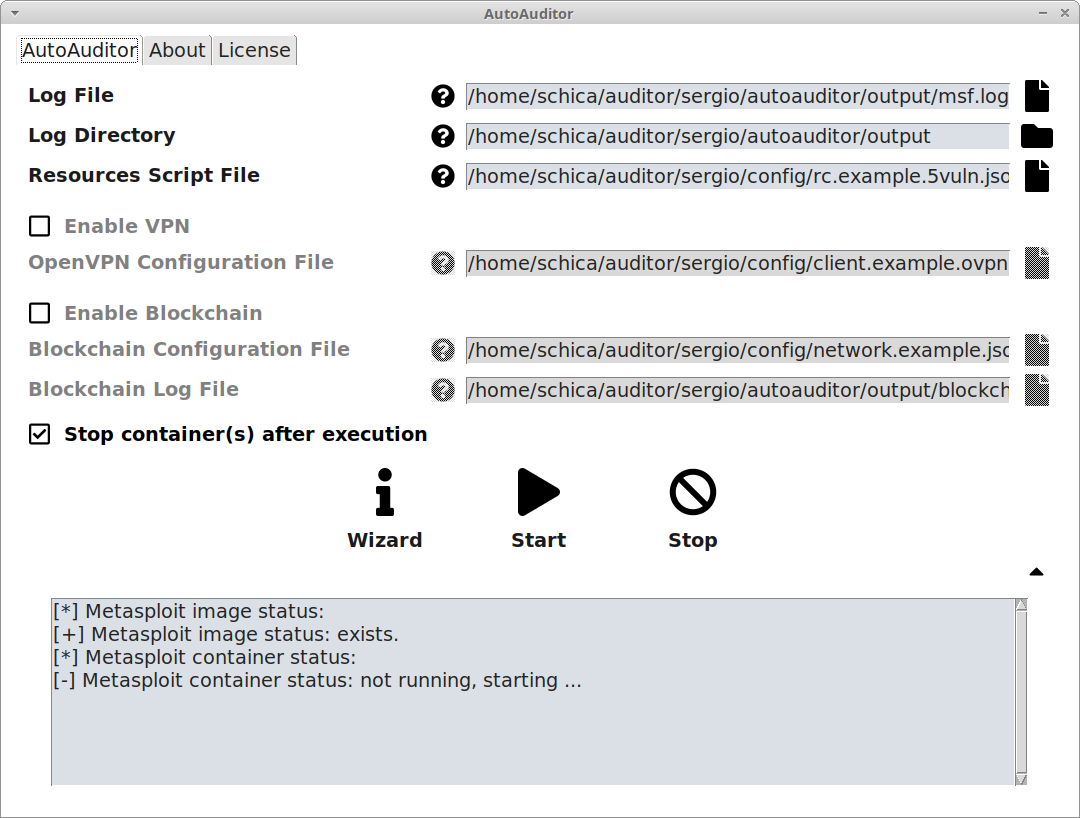 AutoAuditor
AutoAuditor About License
Log File /home/schica/auditor/sergio/autoauditor/output/msf.log
Log Directory /home/schica/auditor/sergio/autoauditor/output
Resources Script File /home/schica/auditor/sergio/config/rc.example.5vuln.jso
Enable VPN
OpenVPN Configuration File /home/schica/auditor/sergio/config/client.example.ovpn
Enable Blockchain
Blockchain Configuration File /home/schica/auditor/sergio/config/network.example.jso
Blockchain Log File /home/schica/auditor/sergio/autoauditor/output/blockch
Stop container(s) after execution
Wizard Start Stop
[*] Metasploit image status:
[+] Metasploit image status: exists.
[*] Metasploit container status:
[-] Metasploit container status: not running, starting ...